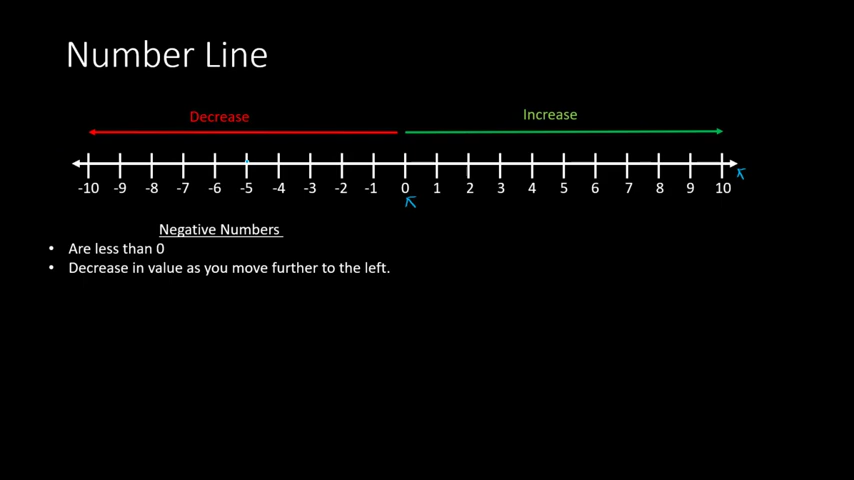 Number Line
Decrease Increase
-10 -9 -8 -7 -6 -5 -4 -3 -2 -1 0 1 2 3 4 5 6 7 8 9 10
Negative Numbers
• Are less than 0
• Decrease in value as you move further to the left.